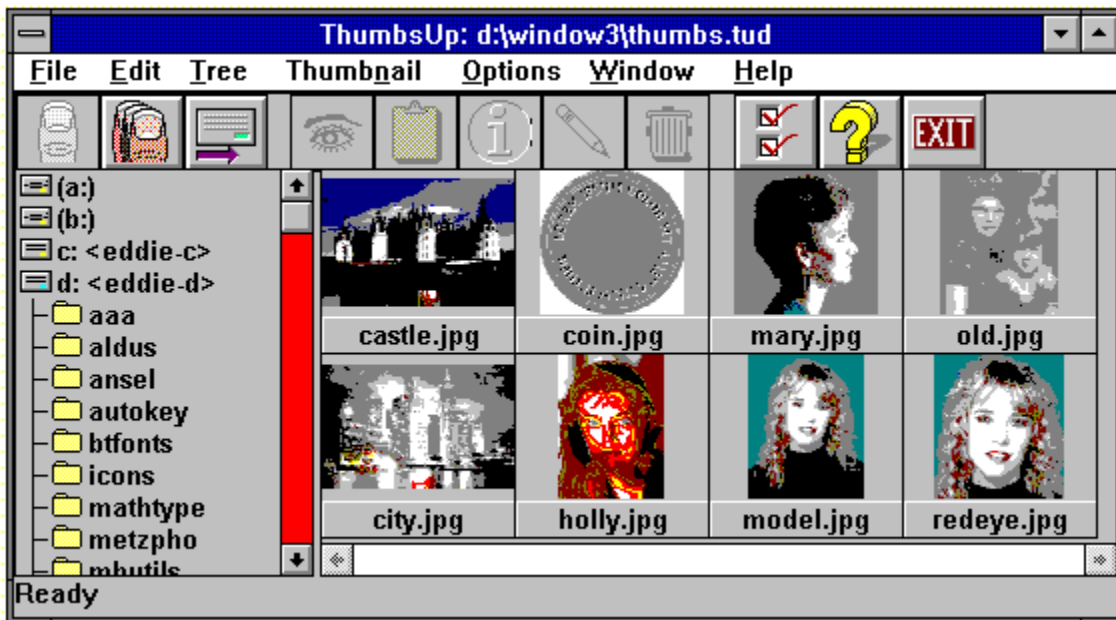 ThumbsUp: d:\window3\thumbs.tud
File Edit Tree Thumbnail Options Window Help
EXIT
(a:)
(b:)
c: <eddie-c>
d: <eddie-d>
aaa
aldus
ansel
autokey
btfonts
icons
mathtype
metzpho
mbutils
castle.jpg coin.jpg mary.jpg old.jpg
city.jpg holly.jpg model.jpg redeye.jpg
Ready